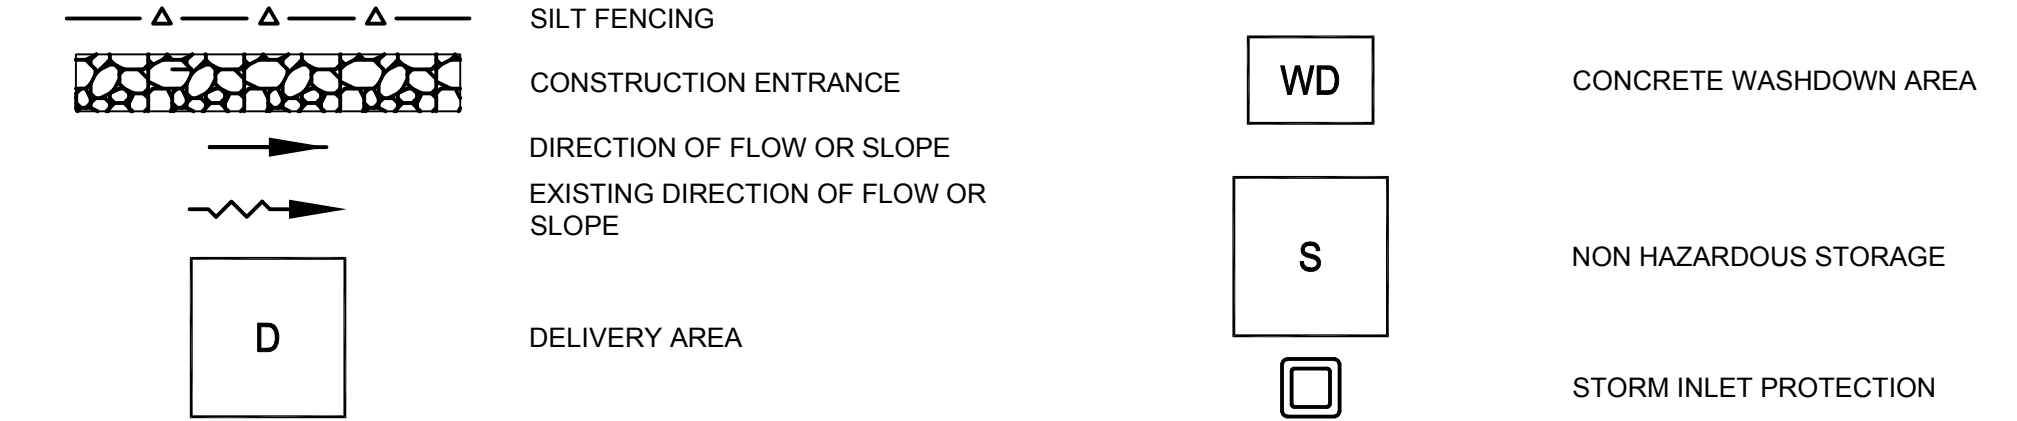 SILT FENCING
CONSTRUCTION ENTRANCE
DIRECTION OF FLOW OR SLOPE
EXISTING DIRECTION OF FLOW OR
SLOPE
D
DELIVERY AREA
WD
CONCRETE WASHDOWN AREA
S
NON HAZARDOUS STORAGE
STORM INLET PROTECTION